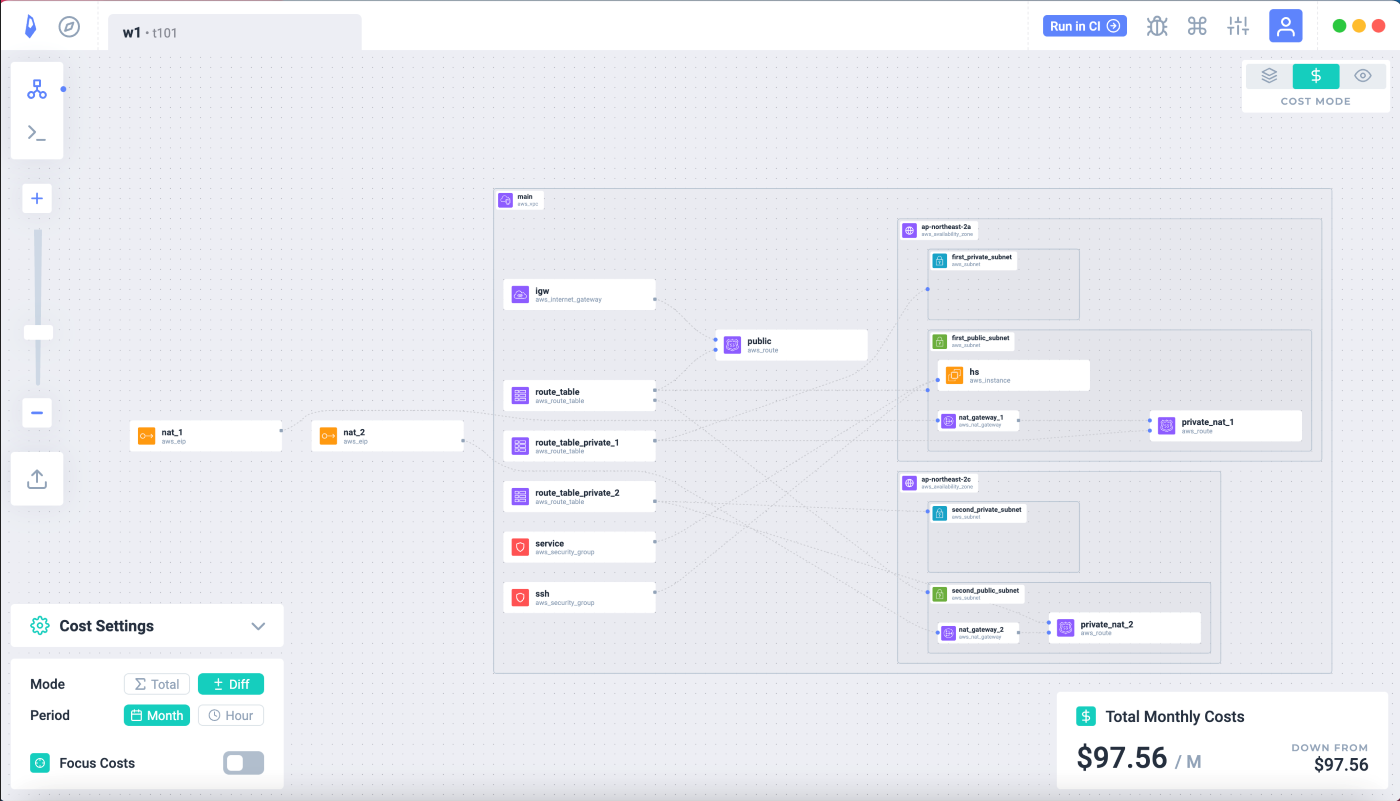 w1 • t101
Run in CI
COST MODE
main
aws_vpc
ap-northeast-2a
aws_availability_zone
first_private_subnet
aws_subnet
igw
aws_internet_gateway
public
aws_route
first_public_subnet
aws_subnet
hs
aws_instance
route_table
aws_route_table
nat_gateway_1
aws_nat_gateway
private_nat_1
aws_route
nat_1
aws_eip
nat_2
aws_eip
route_table_private_1
aws_route_table
ap-northeast-2c
aws_availability_zone
route_table_private_2
aws_route_table
second_private_subnet
aws_subnet
service
aws_security_group
ssh
aws_security_group
second_public_subnet
aws_subnet
nat_gateway_2
aws_nat_gateway
private_nat_2
aws_route
Cost Settings
Mode Total Diff
Period Month Hour
Focus Costs
Total Monthly Costs
$97.56 / M
DOWN FROM
$97.56